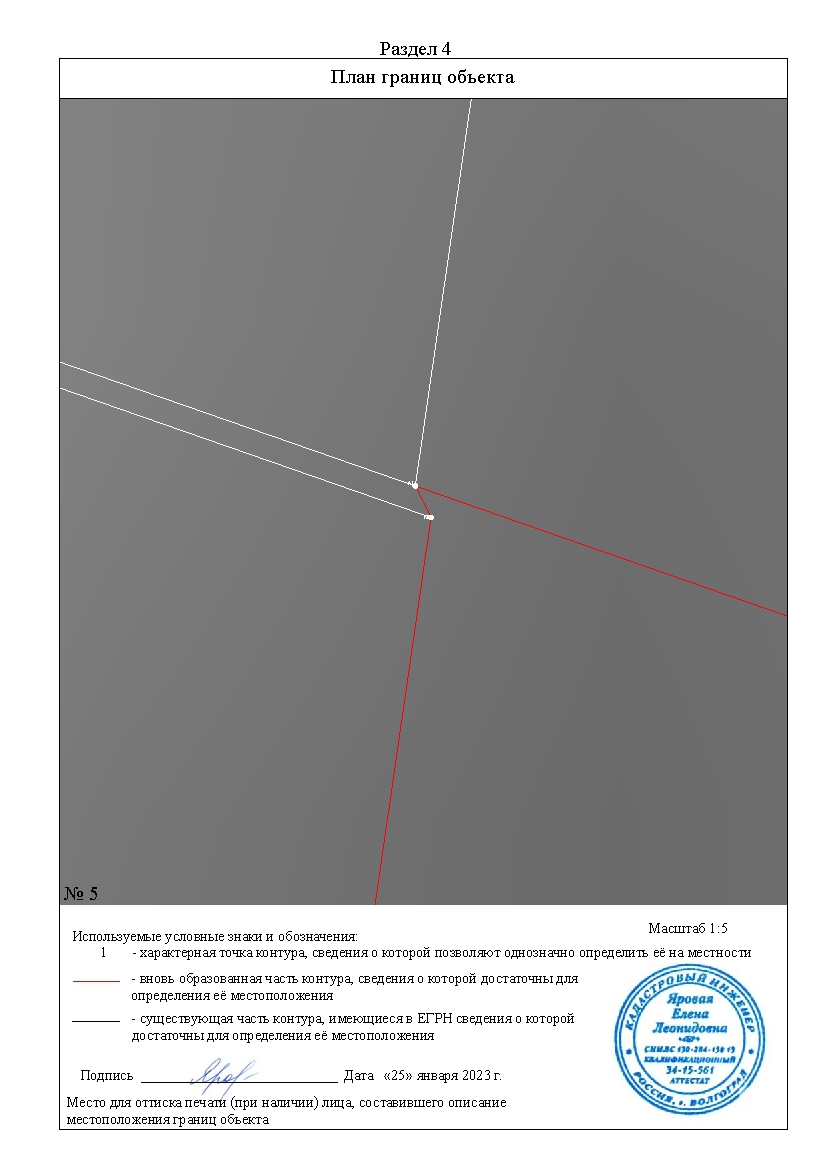 Раздел 4
План границ объекта
№ 5
Масштаб 1:5
Используемые условные знаки и обозначения:
1 - характерная точка контура, сведения о которой позволяют однозначно определить её на местности
- вновь образованная часть контура, сведения о которой достаточны для
определения её местоположения
- существующая часть контура, имеющиеся в ЕГРН сведения о которой
достаточны для определения её местоположения
КАДАСТРОВЫЙ ИНЖЕНЕР
Яровая
Елена
Леонидовна
СНИЛС
КВАЛИФИКАЦИОННЫЙ
34-15-561
АТТЕСТАТ
РОССИЯ, г. ВОЛГОГРАД
Подпись Дата «25» января 2023 г.
Место для оттиска печати (при наличии) лица, составившего описание
местоположения границ объекта